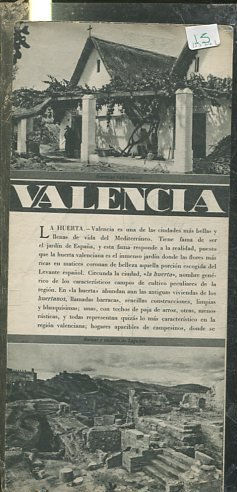 15
VALENCIA
LA HUERTA.—Valencia es una de las ciudades más bellas y
llenas de vida del Mediterráneo. Tiene fama de ser
el jardín de España, y esta fama responde a la realidad, puesto
que la huerta valenciana es el inmenso jardín donde las flores más
ricas en matices coronan de belleza aquella porción escogida del
Levante español. Circunda la ciudad, «la huerta», nombre gené-
rico de los característicos campos de cultivo peculiares de la
región. En «la huerta» abundan aun las antiguas viviendas de los
huertanos, llamadas barracas, sencillas construcciones, limpias
y blanquísimas; unas, con techos de paja de arroz, otras, menos
rústicas, y todas representan quizás lo más característico en la
región valenciana; hogares apacibles de campesinos, donde se